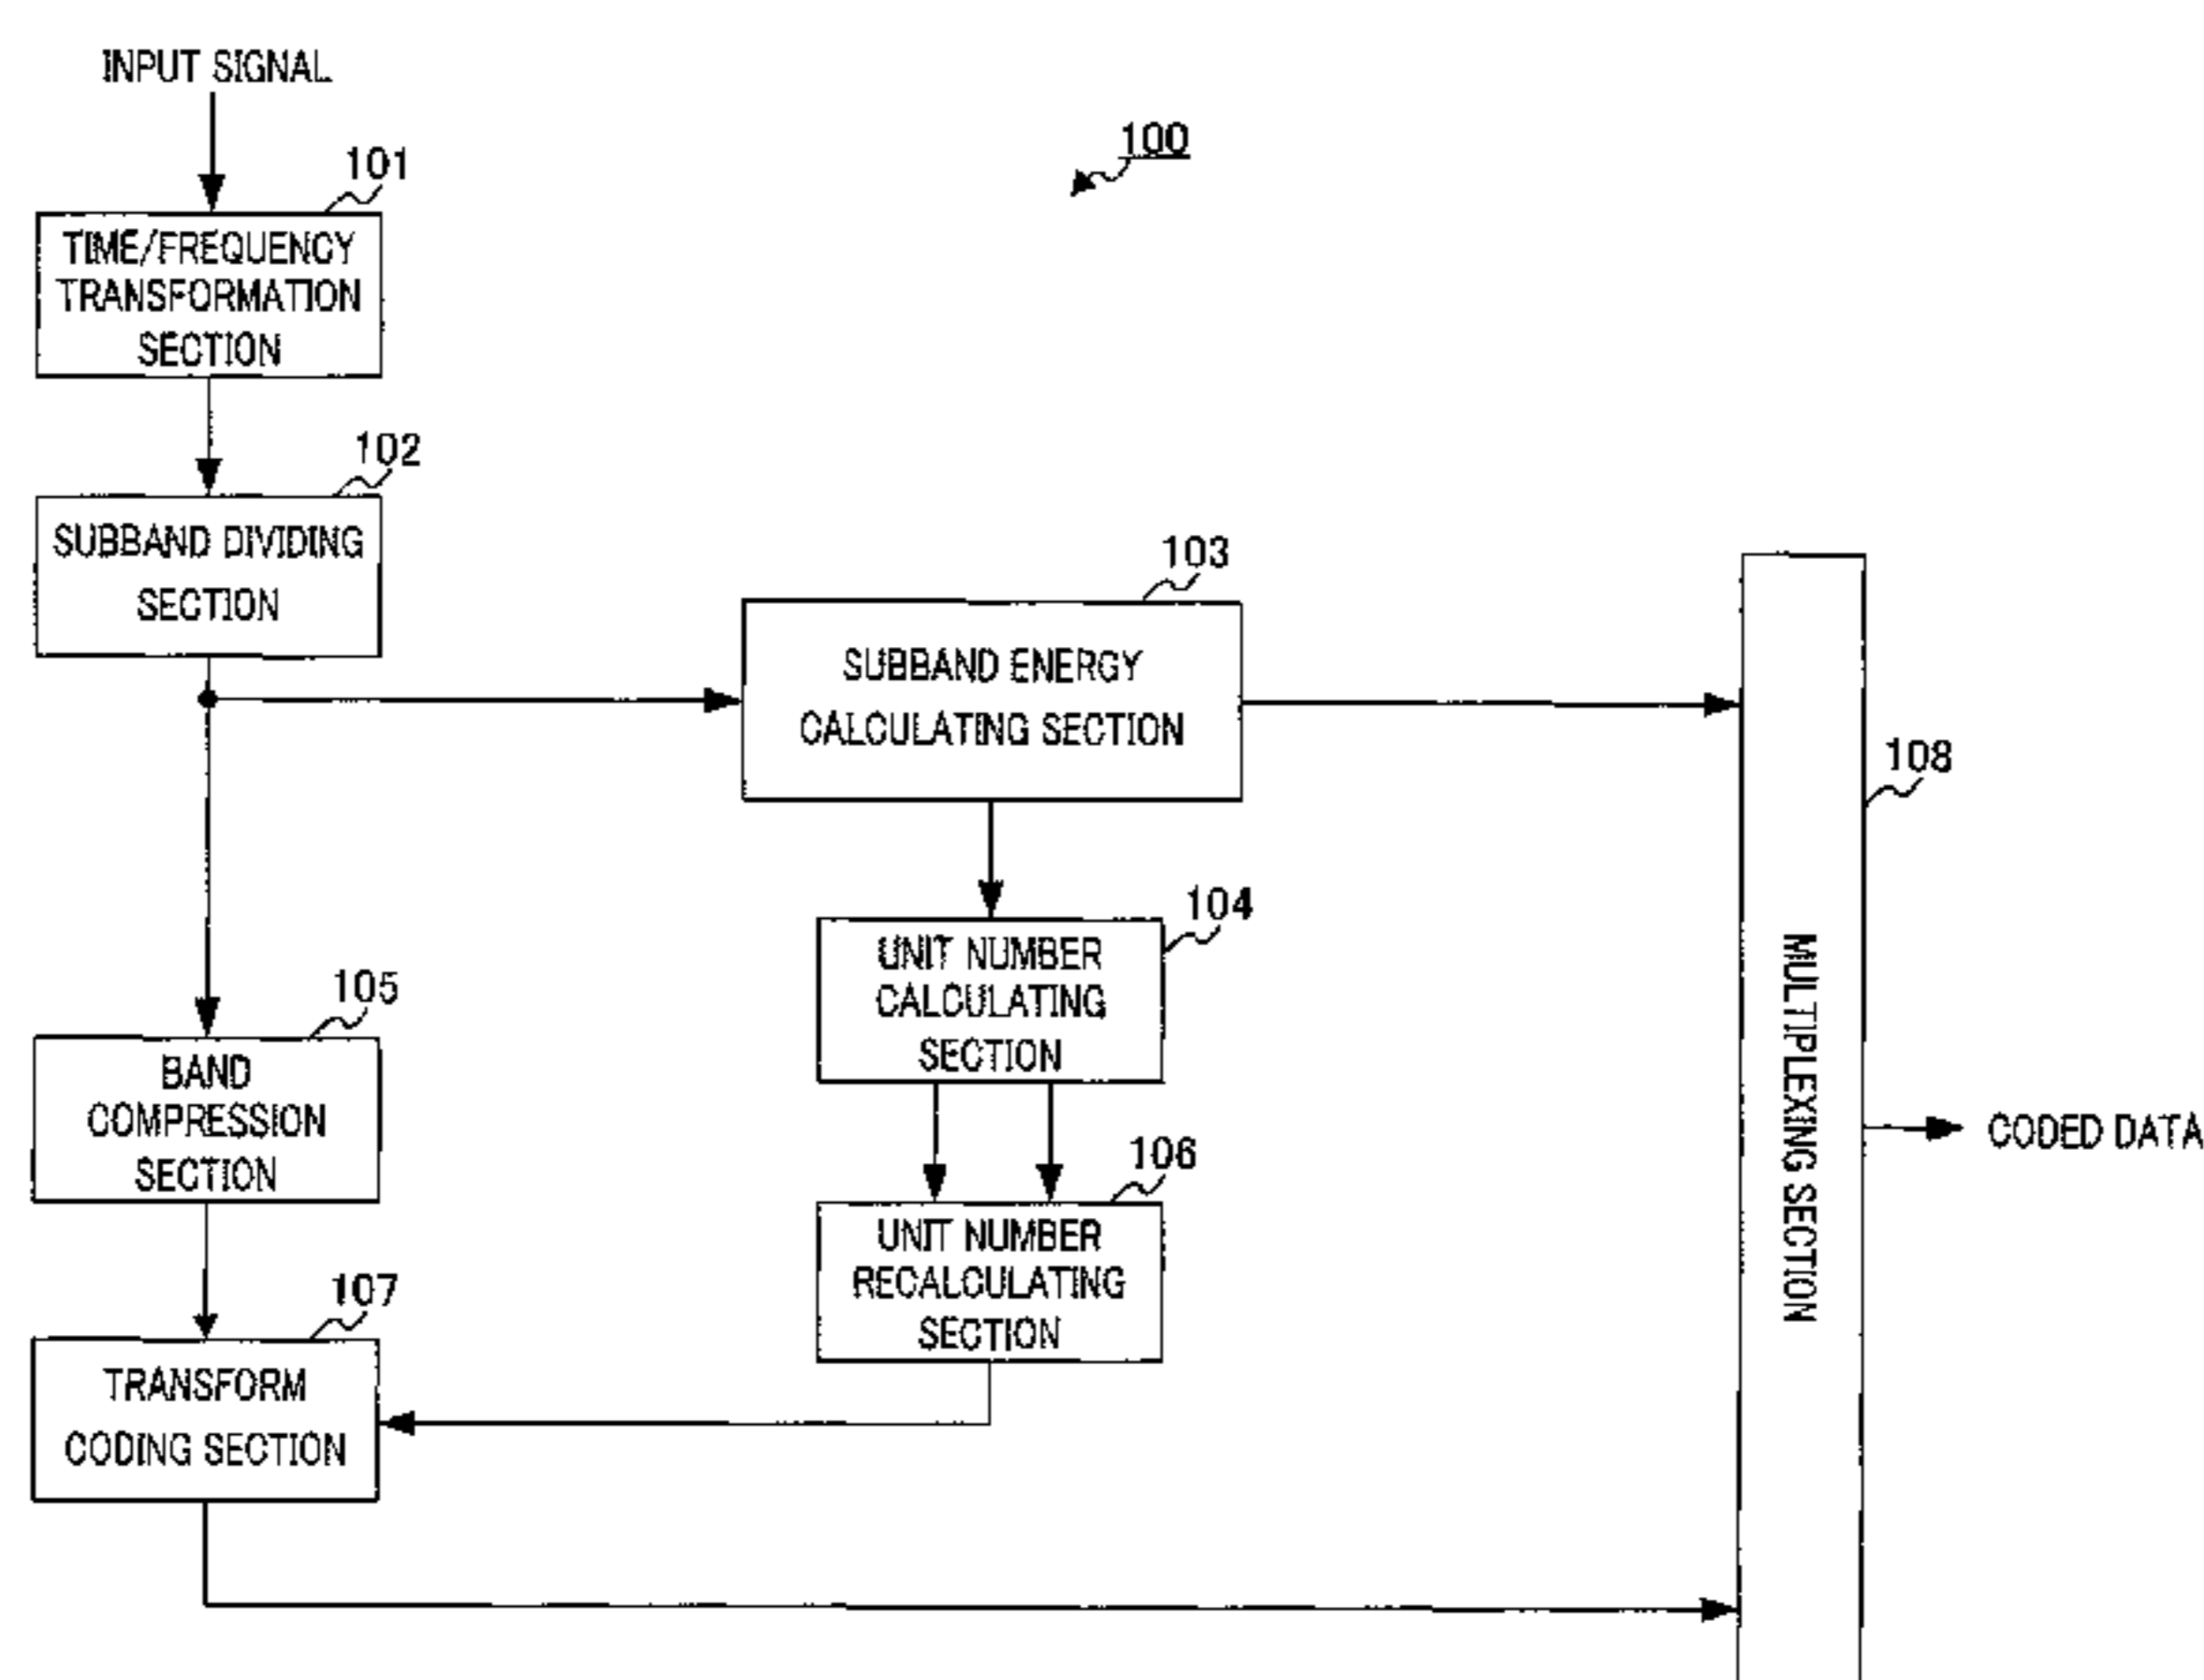 INPUT SIGNAL
100
101
TIME/FREQUENCY
TRANSFORMATION
SECTION
102
SUBBAND DIVIDING
SECTION
103
SUBBAND ENERGY
CALCULATING SECTION
108
104
UNIT NUMBER
CALCULATING
SECTION
105
BAND
COMPRESSION
SECTION
MULTIPLEXING SECTION
CODED DATA
106
UNIT NUMBER
RECALCULATING
SECTION
107
TRANSFORM
CODING SECTION